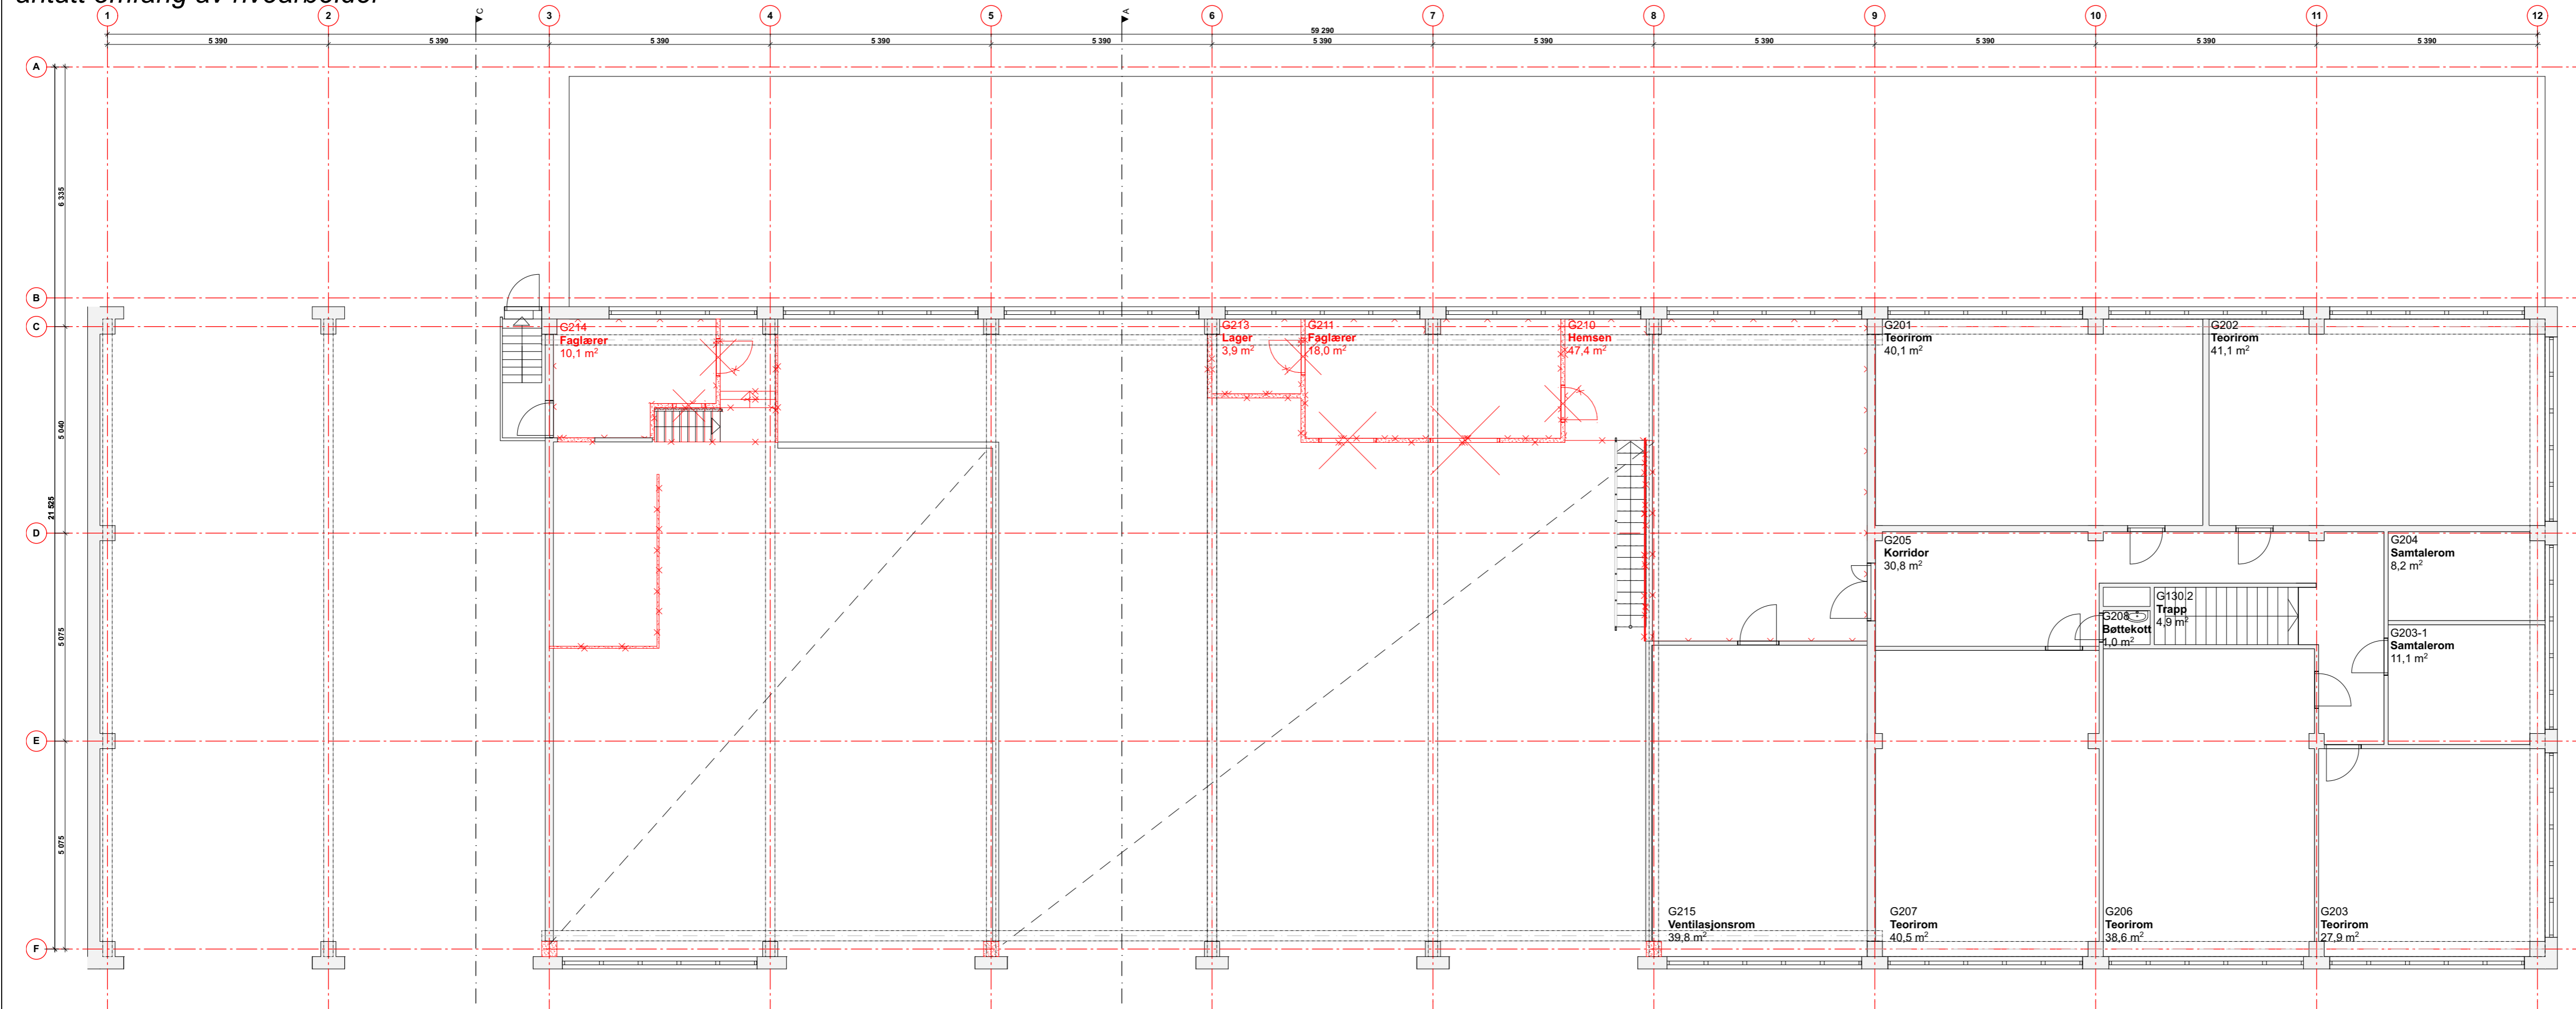 1 2 C 3 4 5 A 6 7 8 9 10 11 12
59 290
5 390 5 390 5 390 5 390 5 390 5 390 5 390 5 390 5 390 5 390 5 390
A
6 335
B
C
5 040
21 525
D
5 075
E
5 075
F
G214
Faglærer
10,1 m²
G213
Lager
3,9 m²
G211
Faglærer
18,0 m²
G210
Hemsen
47,4 m²
G201
Teorirom
40,1 m²
G202
Teorirom
41,1 m²
G205
Korridor
30,8 m²
G204
Samtalerom
8,2 m²
G130.2
Trapp
4,9 m²
G208
Bøttekott
1,0 m²
G203-1
Samtalerom
11,1 m²
G215
Ventilasjonsrom
39,8 m²
G207
Teorirom
40,5 m²
G206
Teorirom
38,6 m²
G203
Teorirom
27,9 m²